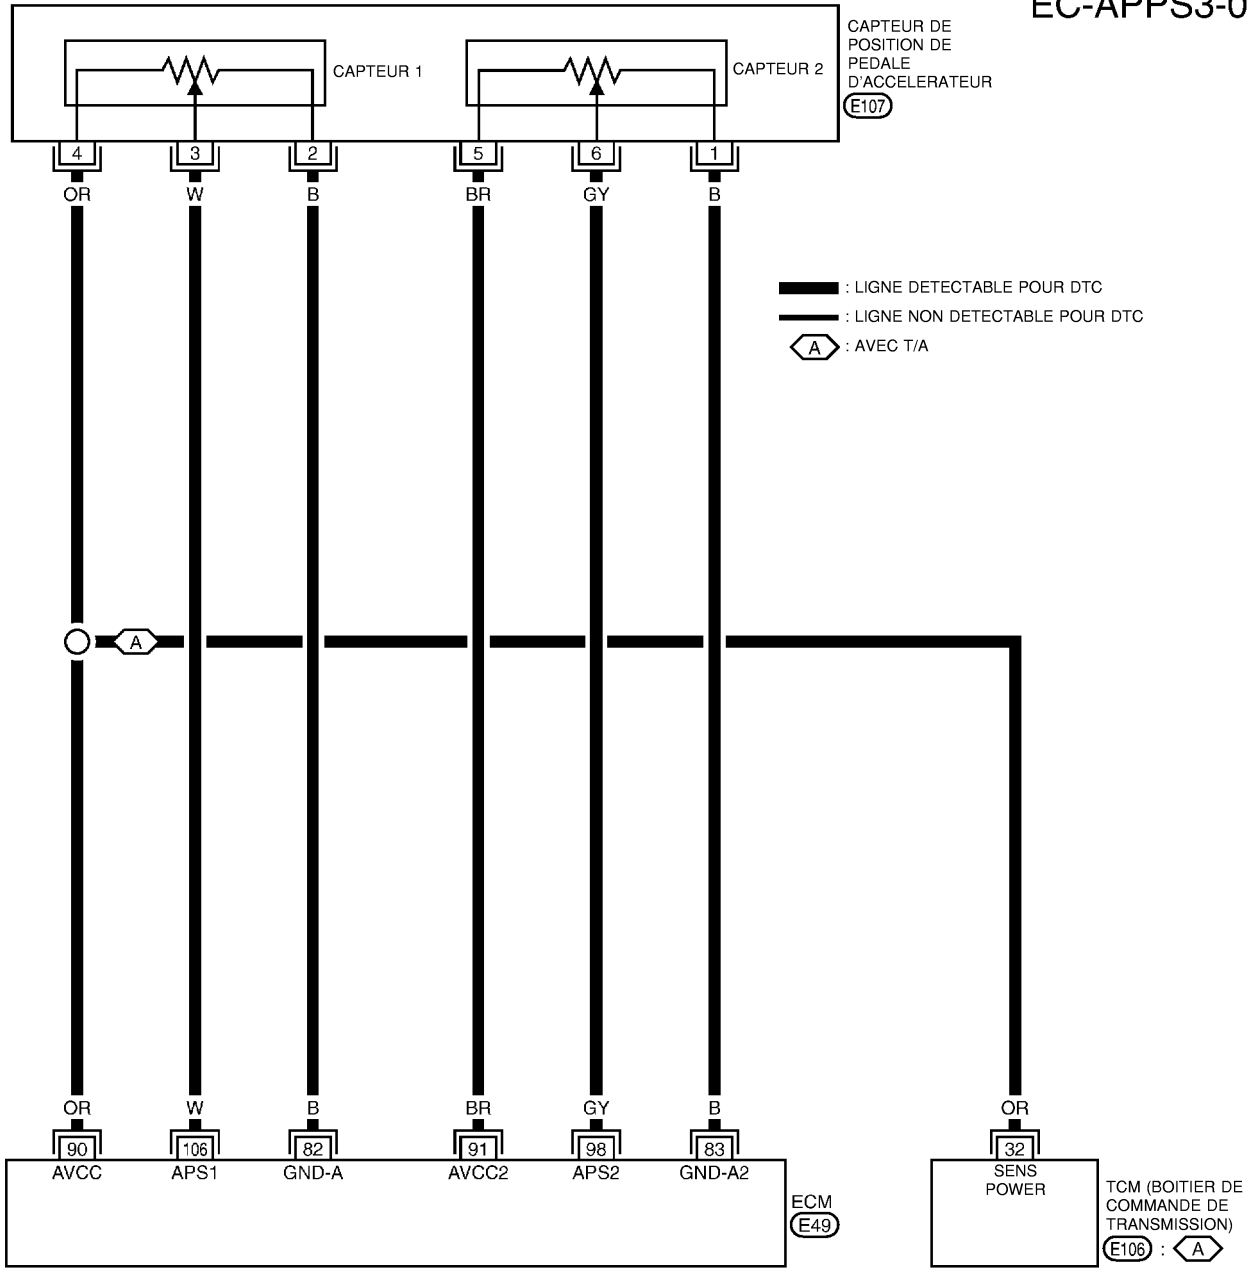 EC-APPS3-0
CAPTEUR DE
POSITION DE
PEDALE
D'ACCELERATEUR
E107
CAPTEUR 1
CAPTEUR 2
4 3 2 5 6 1
OR W B BR GY B
: LIGNE DETECTABLE POUR DTC
: LIGNE NON DETECTABLE POUR DTC
A : AVEC T/A
A
OR W B BR GY B OR
90 106 82 91 98 83 32
AVCC APS1 GND-A AVCC2 APS2 GND-A2
SENS
POWER
ECM
E49
TCM (BOITIER DE
COMMANDE DE
TRANSMISSION)
E106 : A